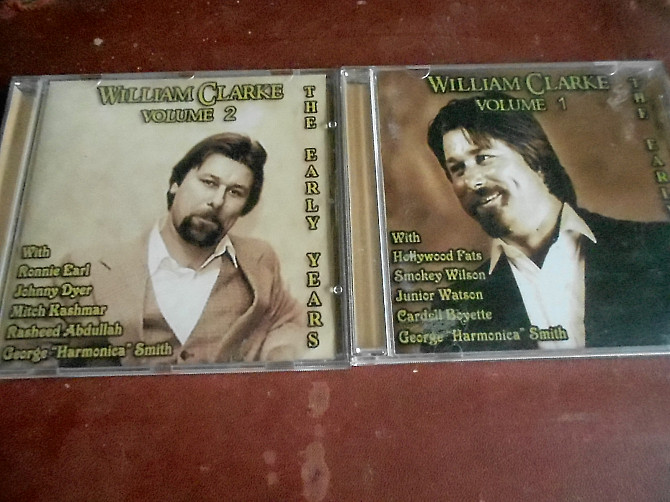 WILLIAM CLARKE
VOLUME 2
THE EARLY YEARS
With
Ronnie Earl
Johnny Dyer
Mitch Kashmar
Rasheed Abdullah
George "Harmonica" Smith
WILLIAM CLARKE
VOLUME 1
THE EAR
With
Hollywood Fats
Smokey Wilson
Junior Watson
Cardell Boyette
George "Harmonica" Smith